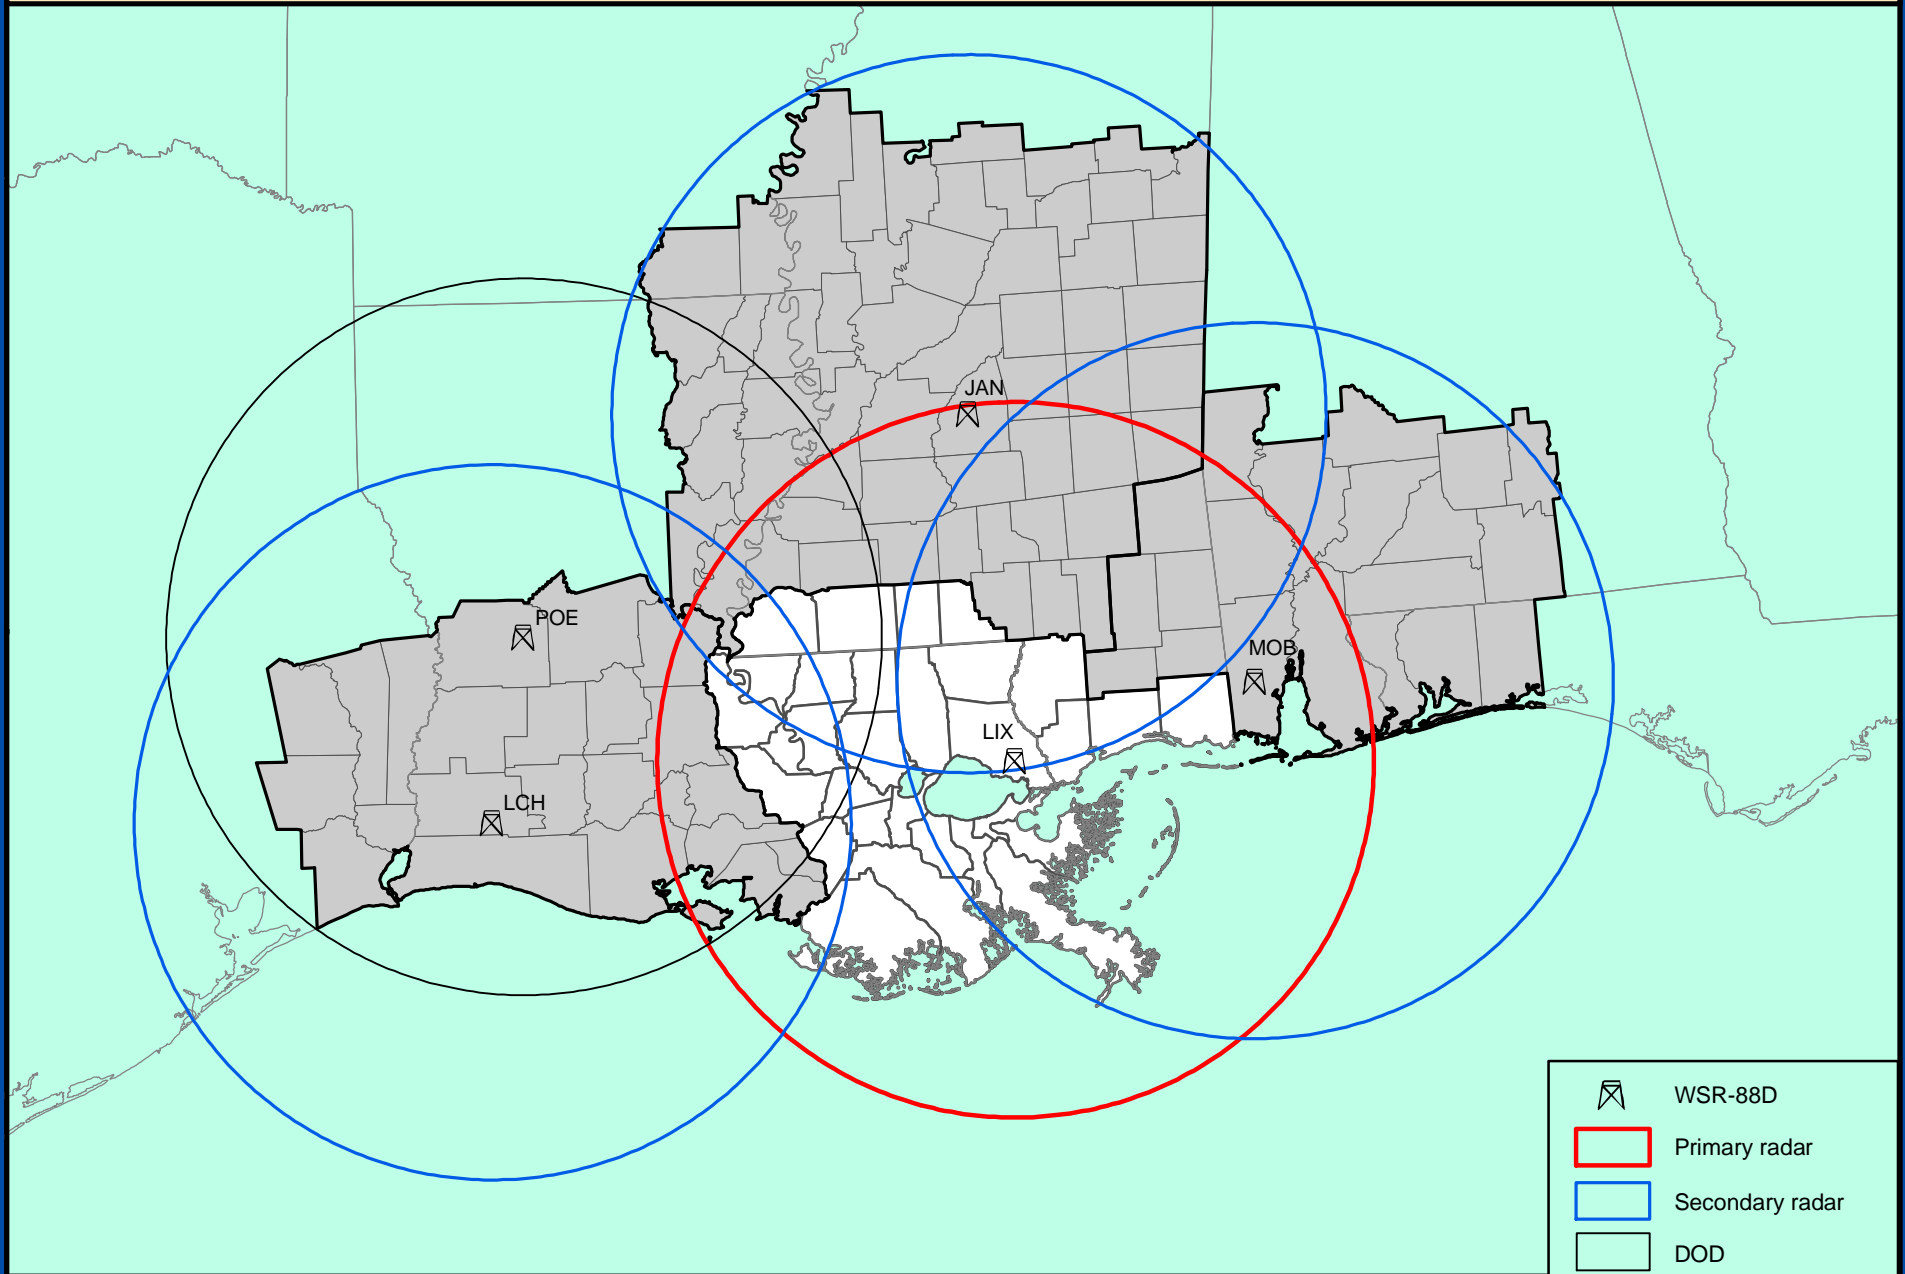 JAN
POE
MOB
LIX
LCH
WSR-88D
Primary radar
Secondary radar
DOD